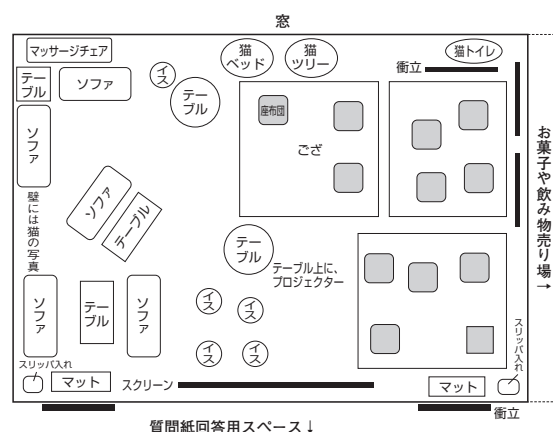 窓
マッサージチェア
テー
ブル
ソファ
イス
テー
ブル
猫
ベッド
猫
ツリー
衝立
猫トイレ
座布団
ござ
ソファ
お菓子や飲み物売り場→
壁には猫の写真
ソファ
テーブル
テー
ブル
テーブル上に、
プロジェクター
イス
イス
イス
イス
ソファ
テー
ブル
ソファ
スリッパ入れ
マット
スクリーン
マット
スリッパ入れ
衝立
質問紙回答用スペース↓